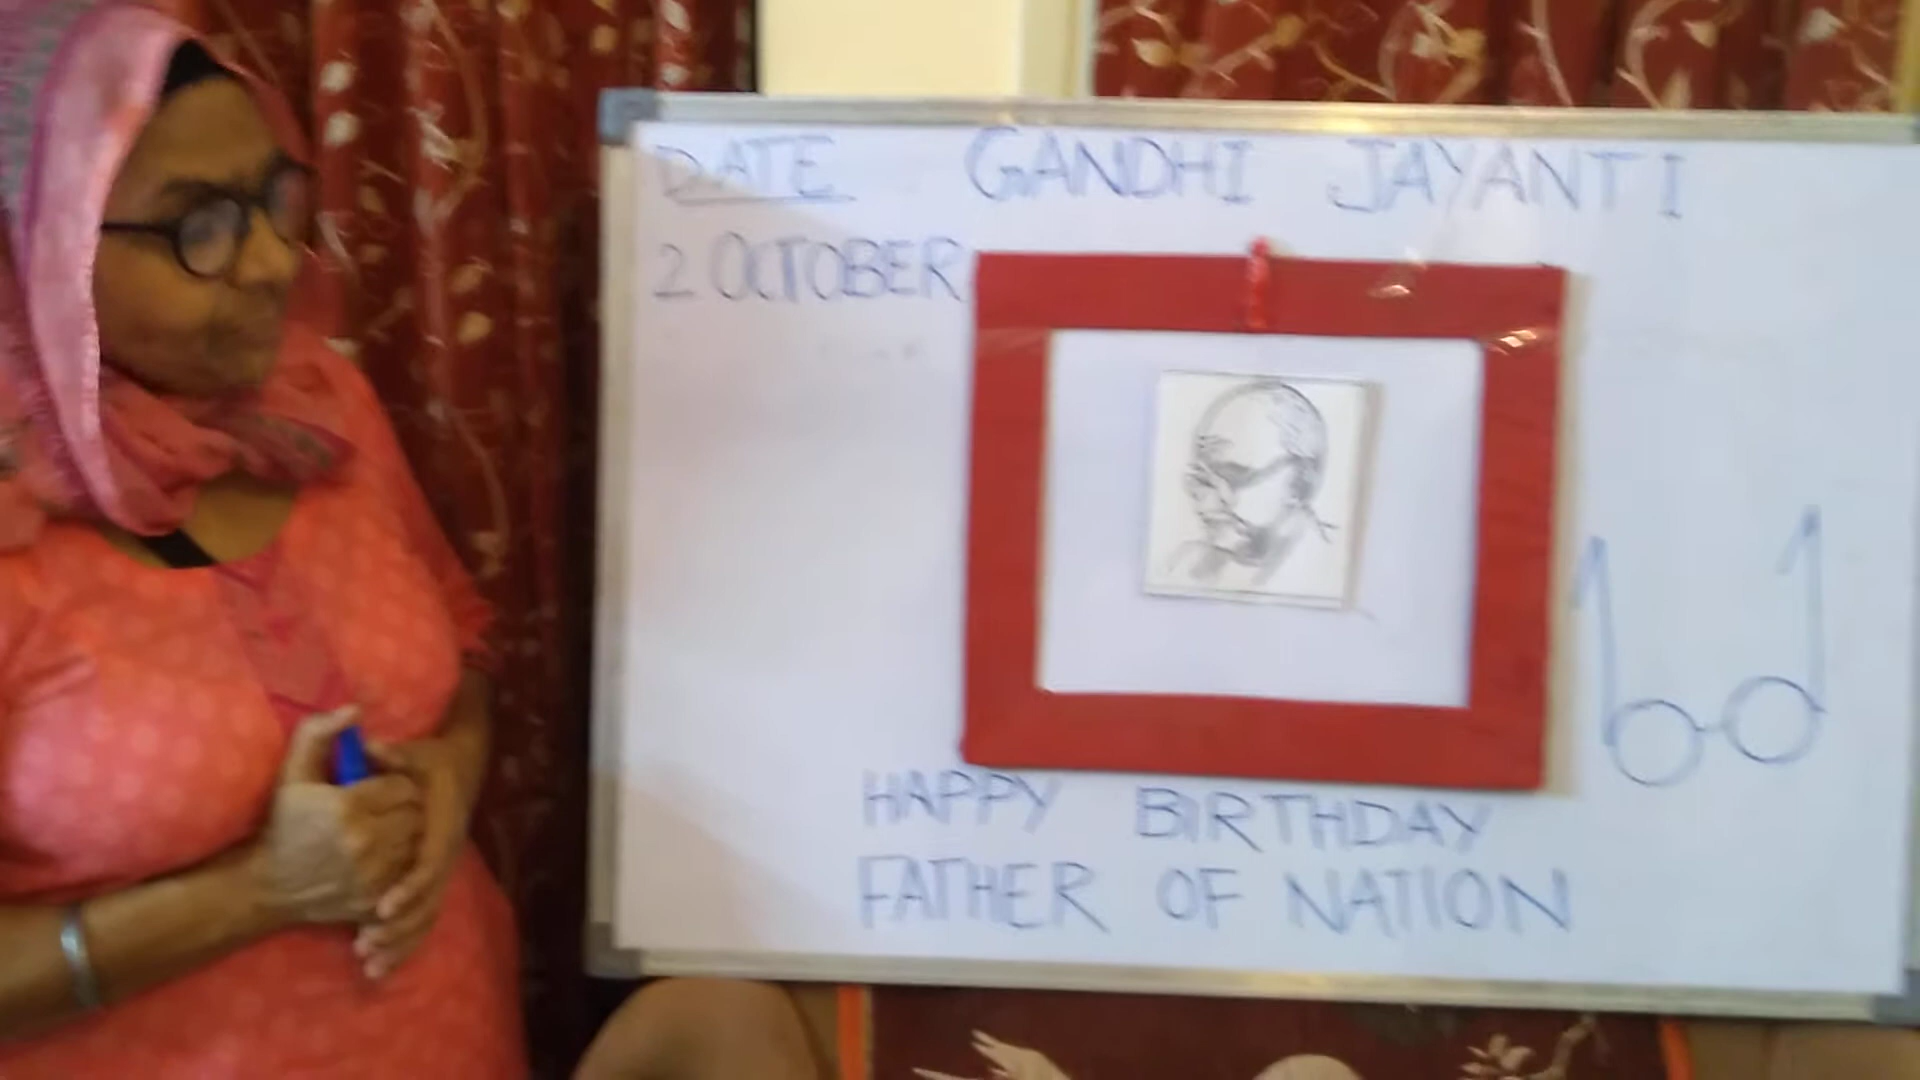 DATE GANDHI JAYANTI
2 OCTOBER
HAPPY BIRTHDAY
FATHER OF NATION